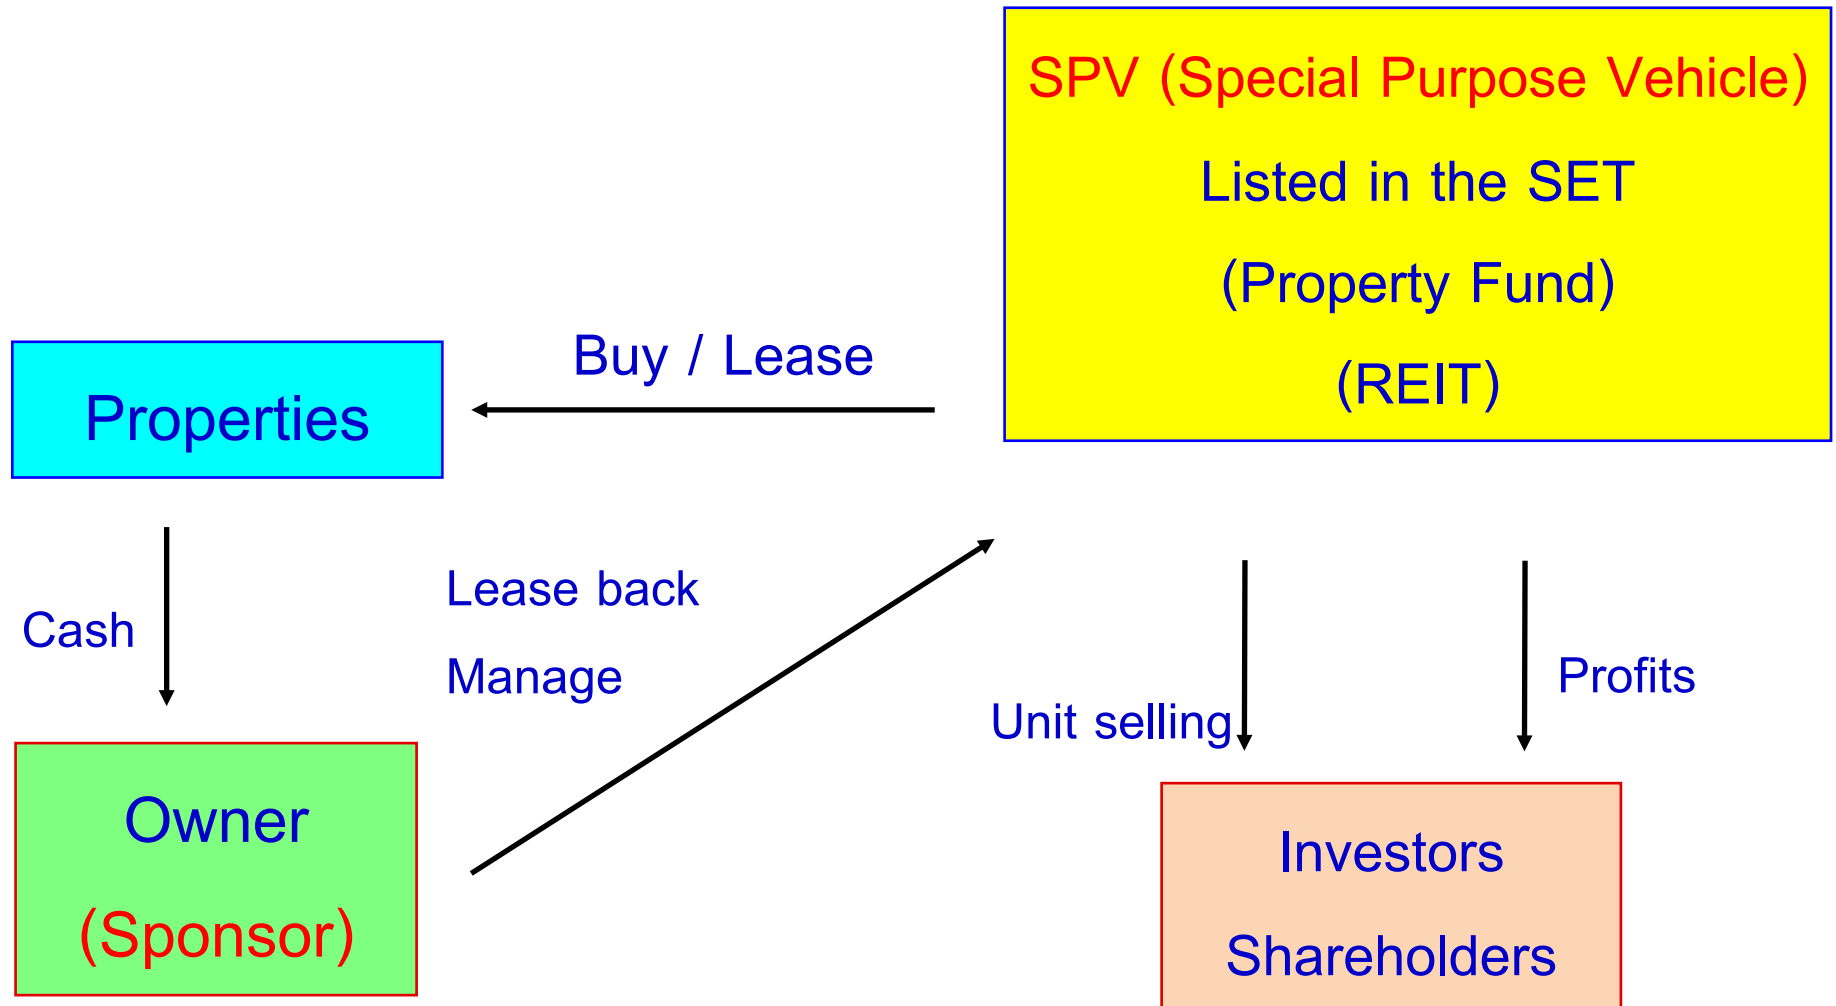 SPV (Special Purpose Vehicle)
Listed in the SET
(Property Fund)
(REIT)
Buy / Lease
Properties
Cash
Lease back
Manage
Unit selling
Profits
Owner
(Sponsor)
Investors
Shareholders